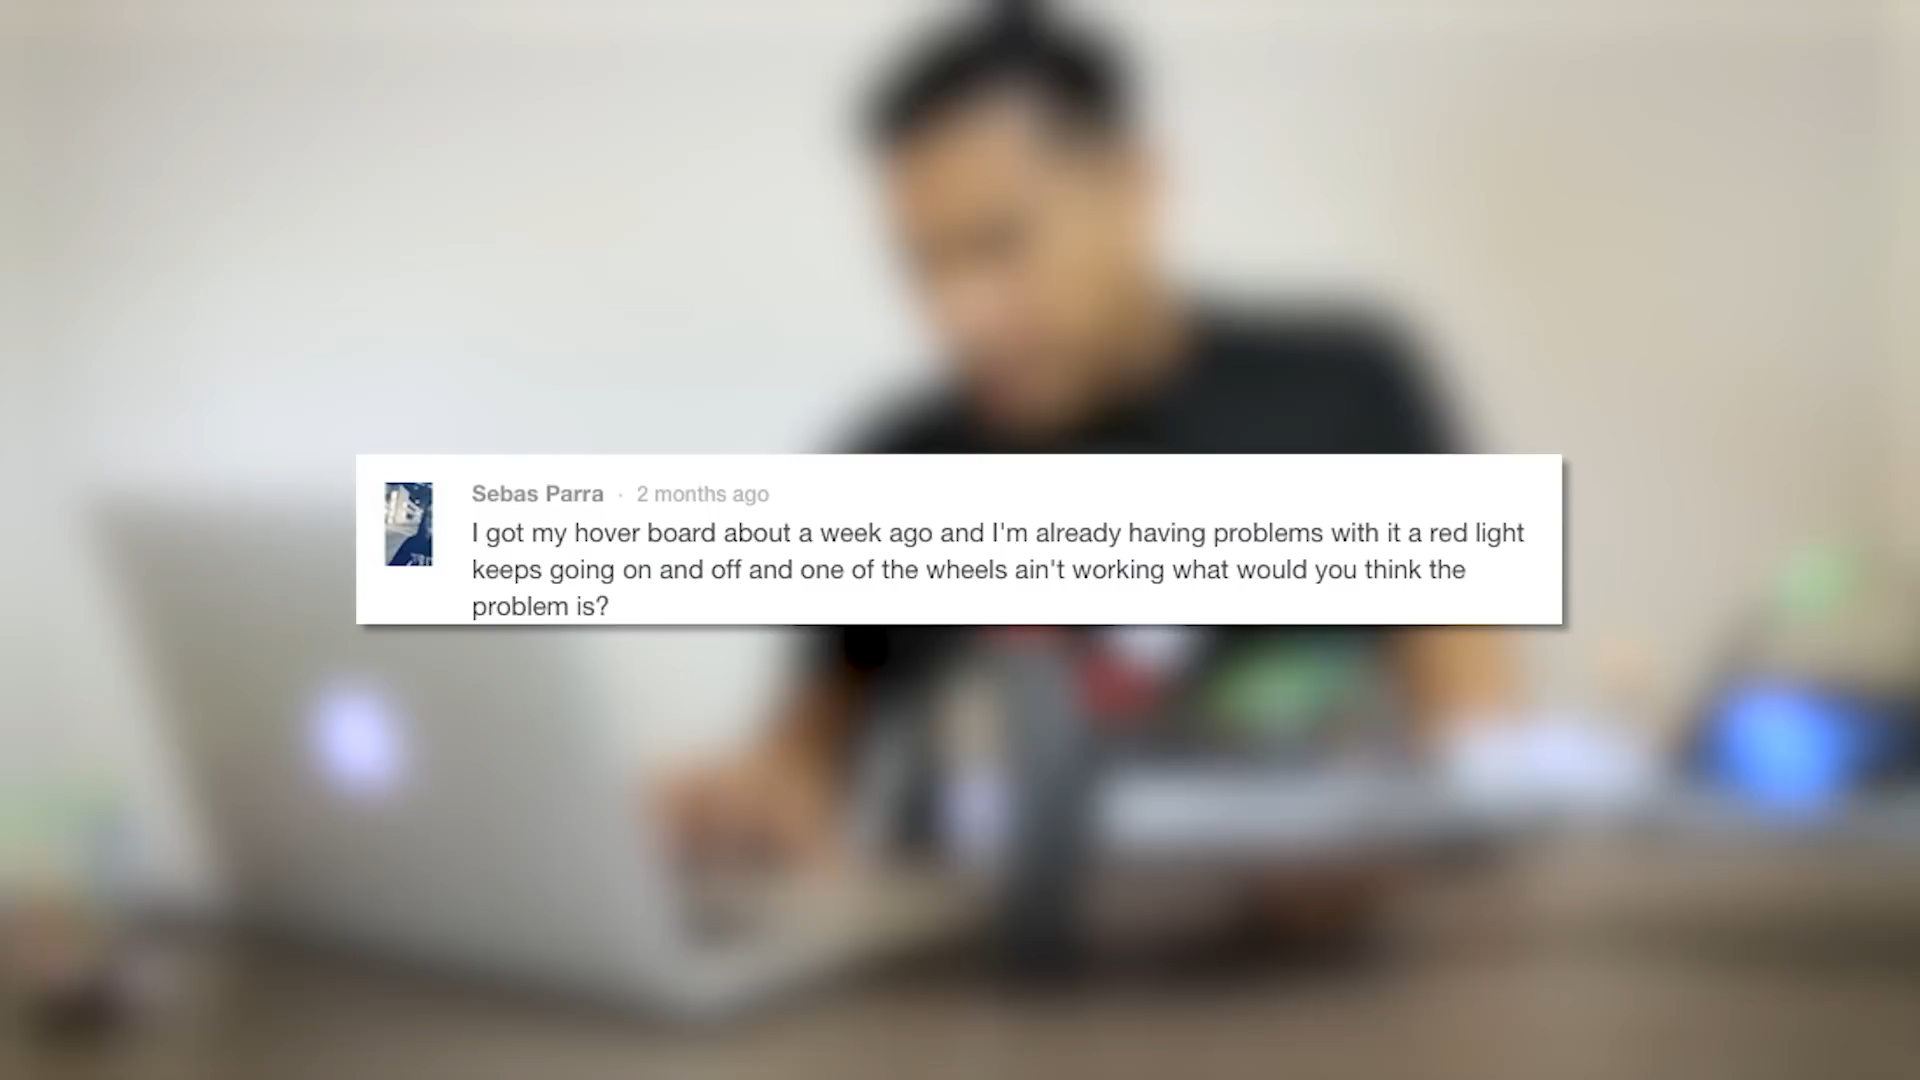 Sebas Parra · 2 months ago
I got my hover board about a week ago and I'm already having problems with it a red light
keeps going on and off and one of the wheels ain't working what would you think the
problem is?